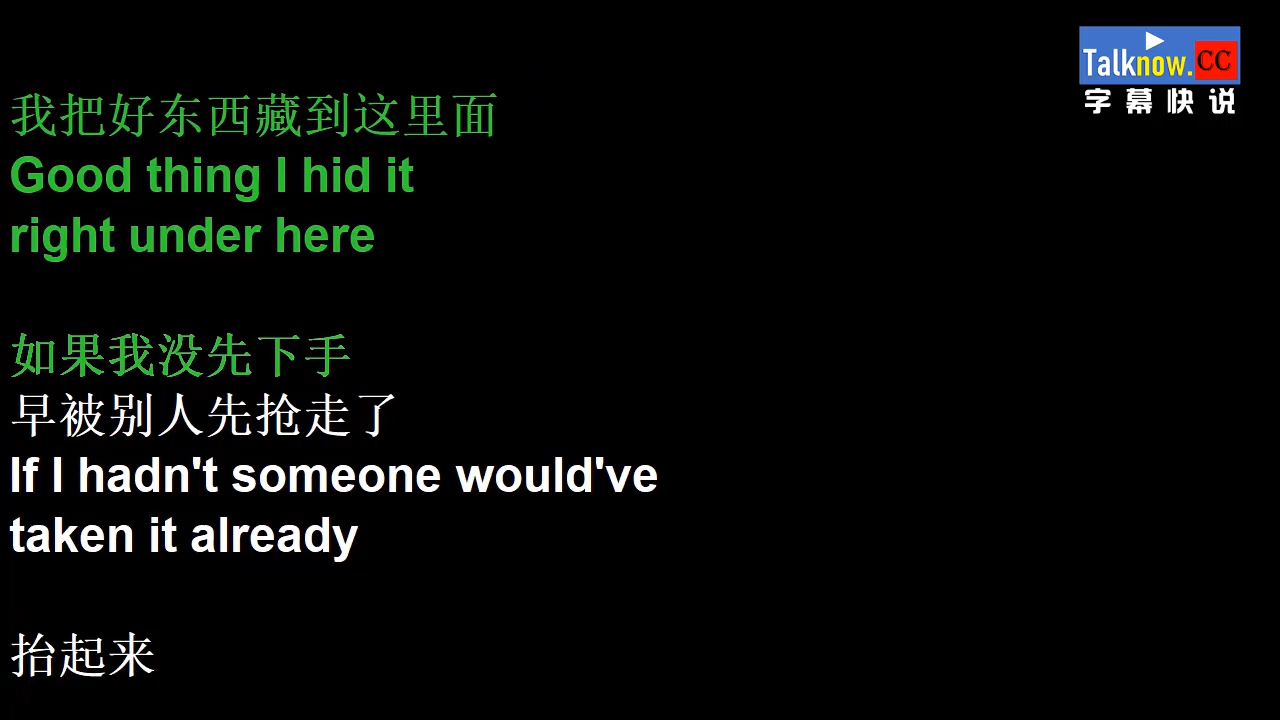 Talknow.CC
字幕快说
我把好东西藏到这里面
Good thing I hid it
right under here
如果我没先下手
早被别人先抢走了
If I hadn't someone would've
taken it already
抬起来